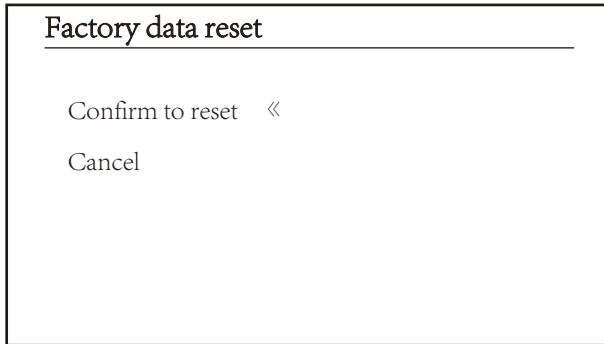 Factory data reset
Confirm to reset 《
Cancel